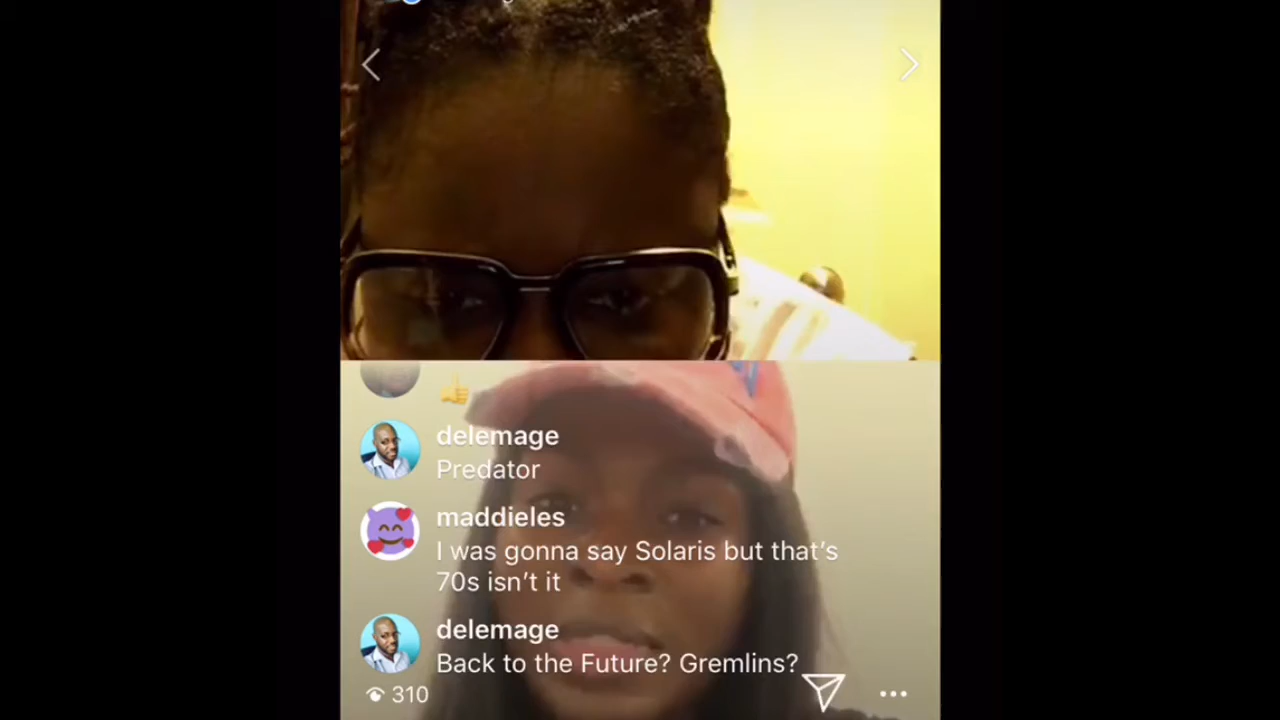 delemage
Predator
maddieles
I was gonna say Solaris but that's
70s isn't it
delemage
Back to the Future? Gremlins?
310